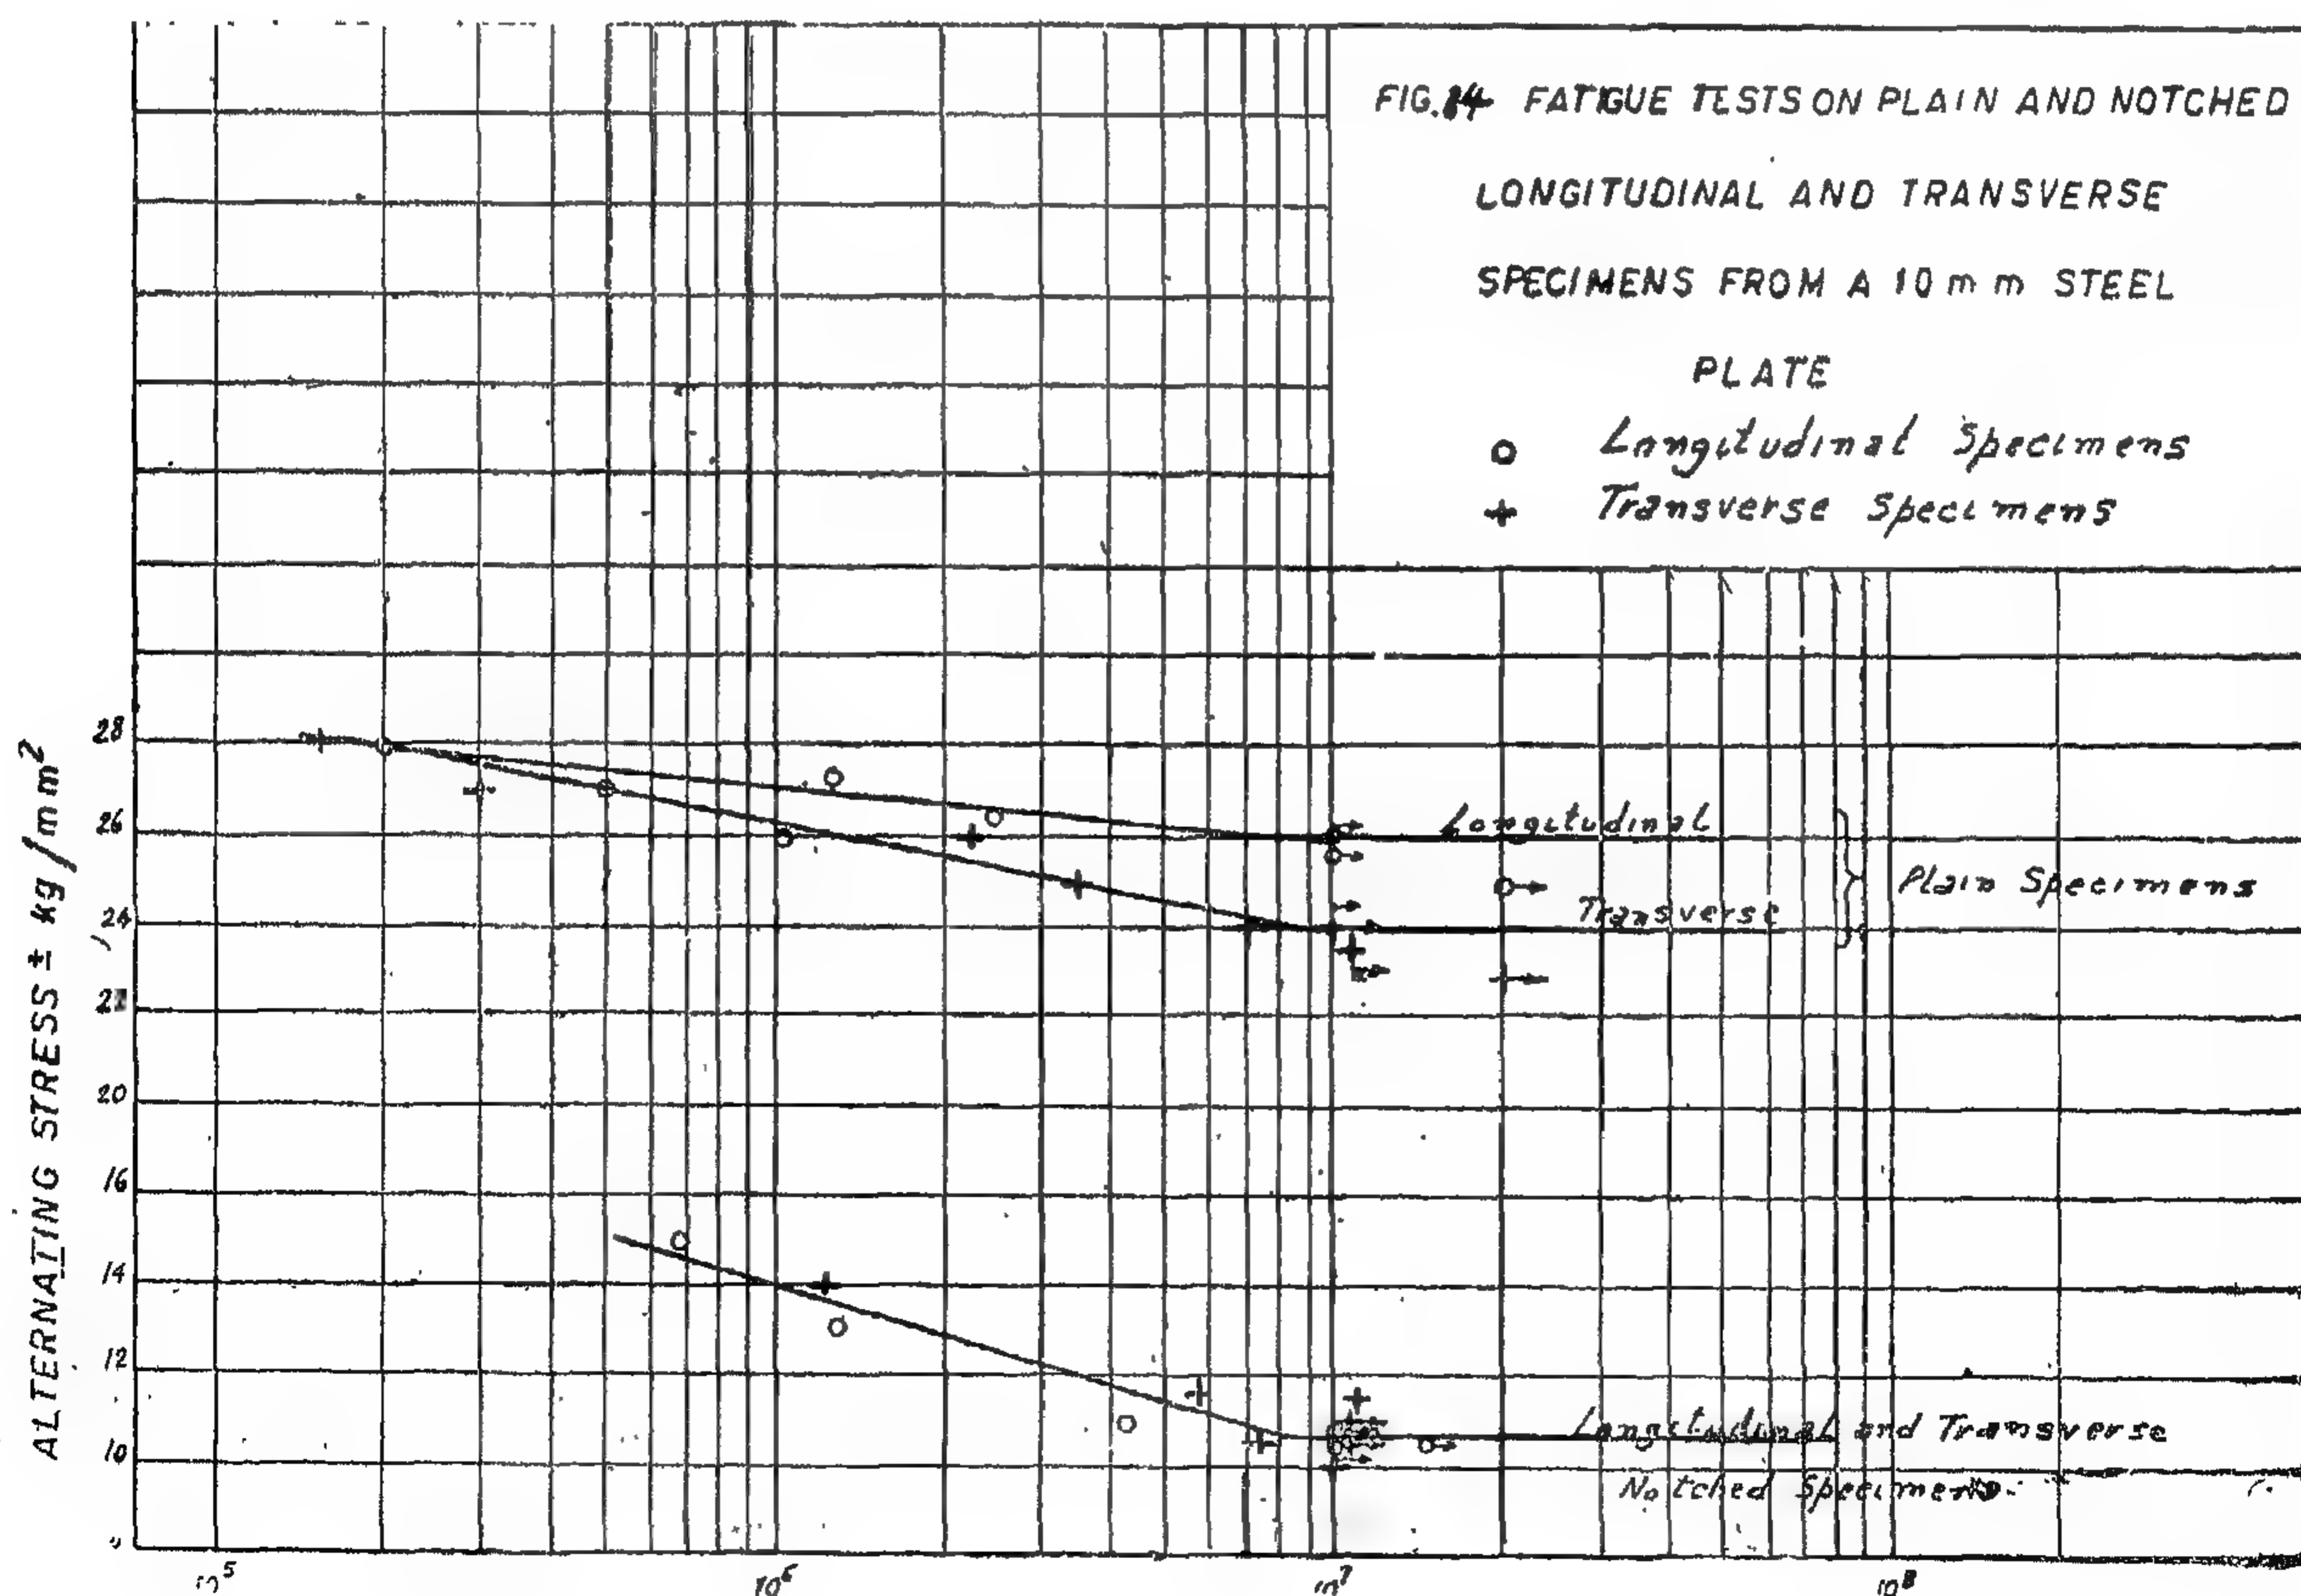 FIG.14 FATIGUE TESTS ON PLAIN AND NOTCHED
LONGITUDINAL AND TRANSVERSE
SPECIMENS FROM A 10 mm STEEL
PLATE
o Longitudinal Specimens
+ Transverse Specimens
ALTERNATING STRESS ± kg/mm²
28
26
24
20
16
14
12
10
Longitudinal
Transverse
Plain Specimens
Longitudinal and Transverse
Notched Specimens
10⁵
10⁶
10⁷
10⁸